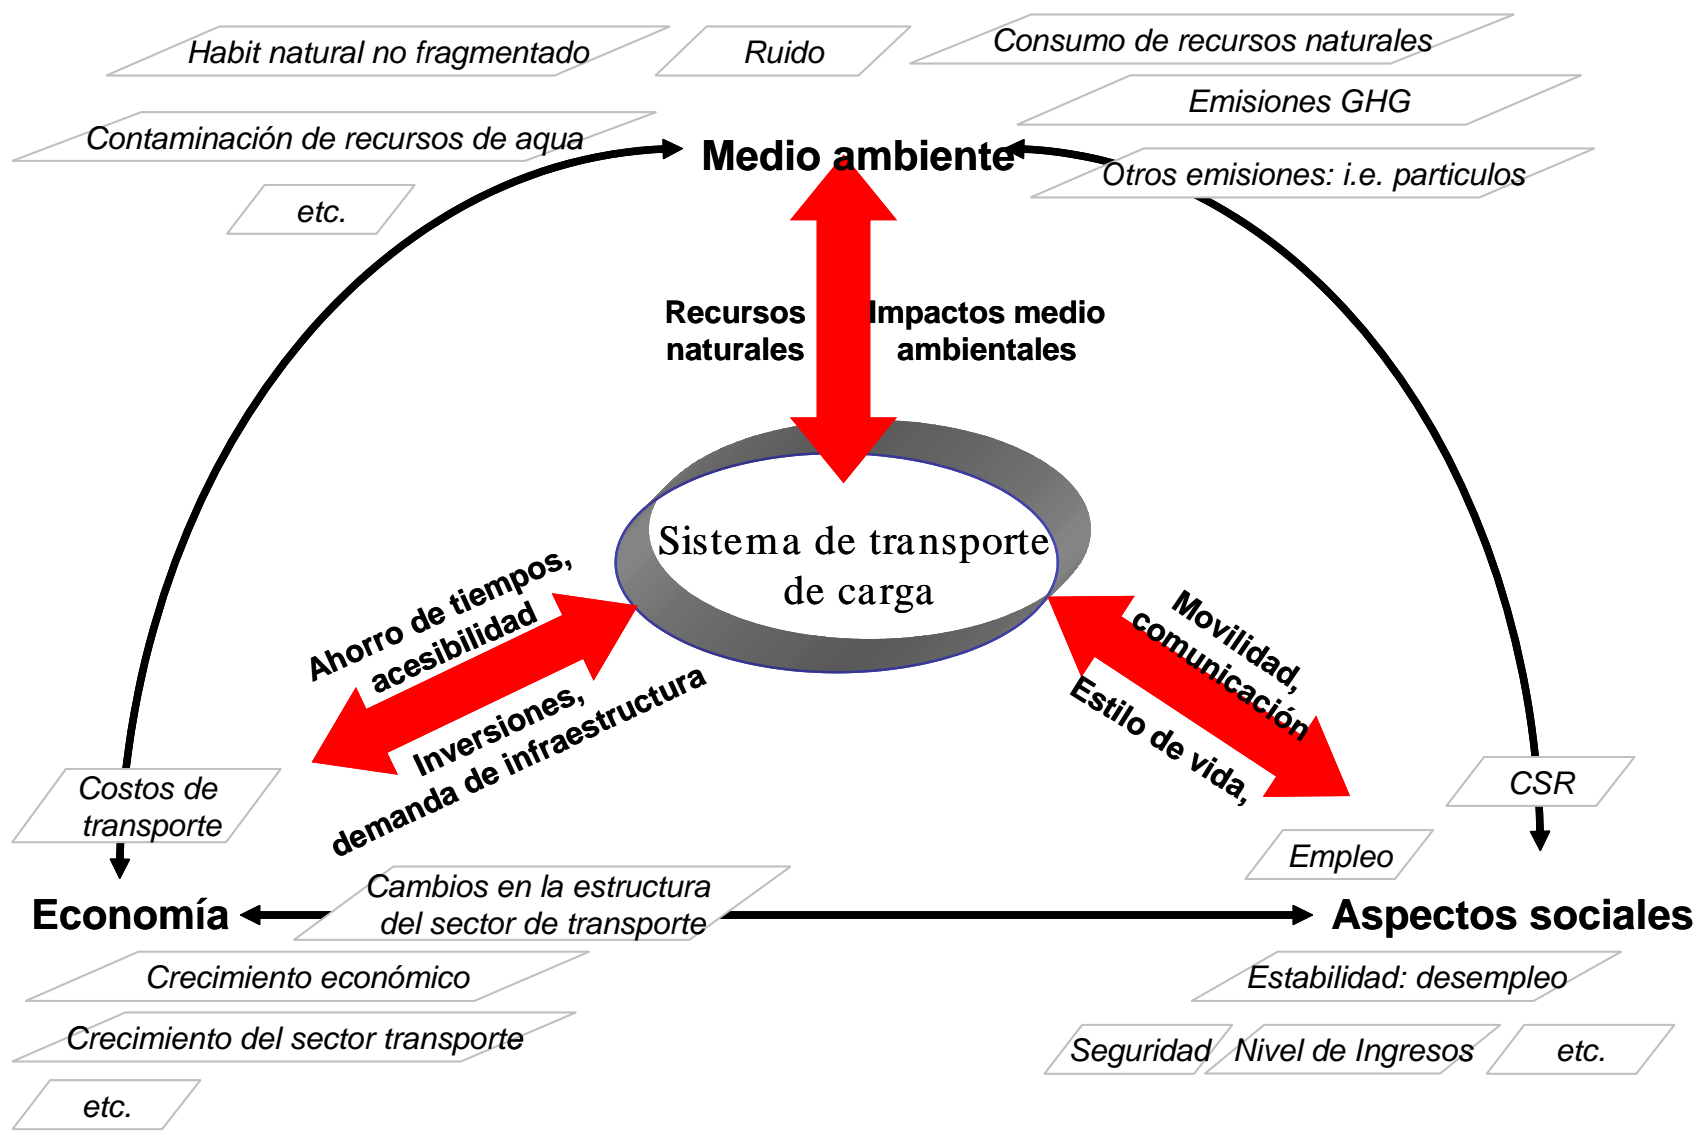 Habit natural no fragmentado
Ruido
Consumo de recursos naturales
Emisiones GHG
Contaminación de recursos de aqua
Medio ambiente
Otros emisiones: i.e. particulos
etc.
Recursos
naturales
Impactos medio
ambientales
Sistema de transporte
de carga
Ahorro de tiempos,
acesibilidad
Inversiones,
demanda de infraestructura
Movilidad,
comunicación
Estilo de vida,
Costos de
transporte
CSR
Empleo
Cambios en la estructura
del sector de transporte
Economía
Aspectos sociales
Crecimiento económico
Estabilidad: desempleo
Crecimiento del sector transporte
Seguridad
Nivel de Ingresos
etc.
etc.